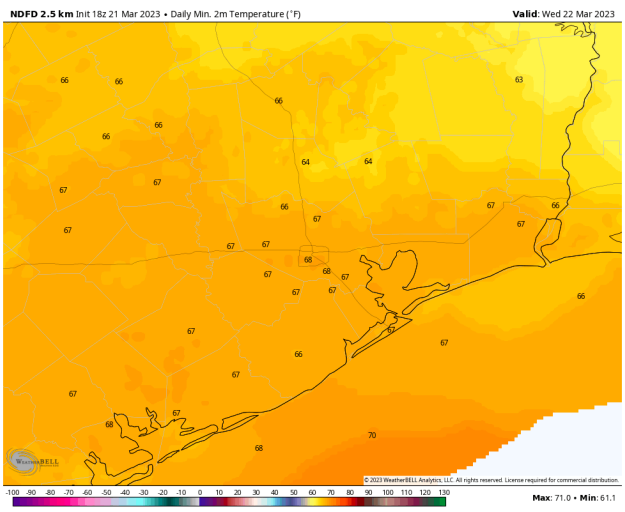 NDFD 2.5 km Init 18z 21 Mar 2023 • Daily Min. 2m Temperature (°F) Valid: Wed 22 Mar 2023
66 66 63
66
66 66
64 64
67 67
66 67 66
67 67
67 67 67
68
67 68 67
67 67 66
67 67 67
66
67
67 67
68
70
68
WEATHERBELL
© 2023 WeatherBELL Analytics, LLC. All rights reserved. License required for commercial distribution.
-100 -90 -80 -70 -60 -50 -40 -30 -20 -10 0 10 20 30 40 50 60 70 80 90 100 110 120 130 Max: 71.0 • Min: 61.1